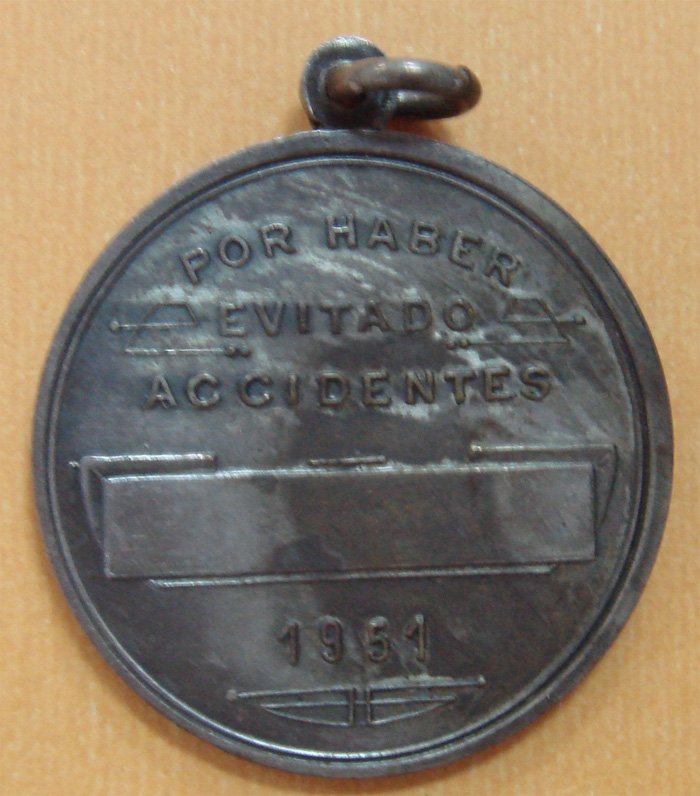 POR HABER
EVITADO
ACCIDENTES
1951